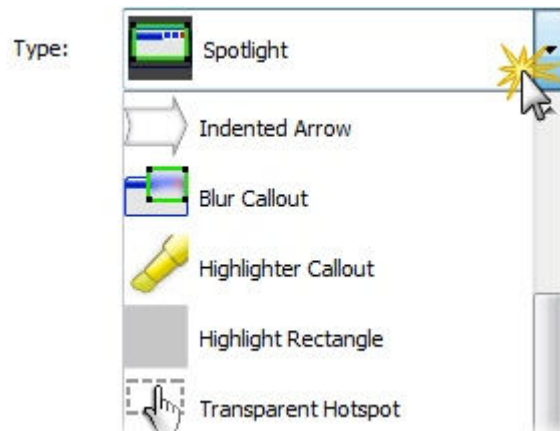 Type:
Spotlight
Indented Arrow
Blur Callout
Highlighter Callout
Highlight Rectangle
Transparent Hotspot